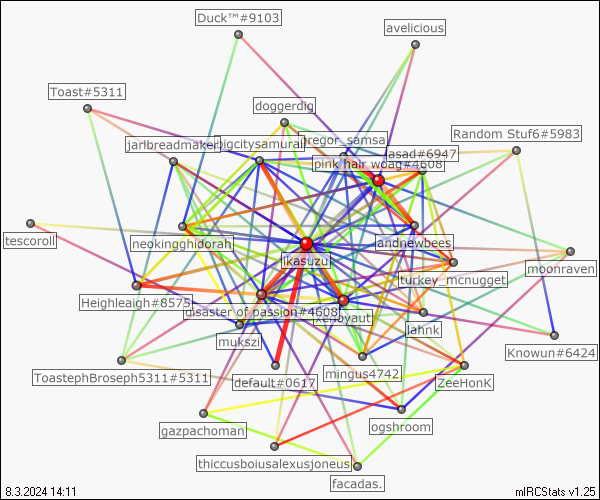 Duck™#9103
avelicious
Toast#5311
doggerdig
Random Stuf6#5983
jarlbreadmaker
bigcitysamurai
gregor_samsa
asad#6947
pink hair woag#4608
tescoroll
neokingghidorah
andnewbees
ikasuzu
moonraven
turkey_mcnugget
Heighleaigh#8575
disaster of passion#4608
xenoyaut
lahnk
mukszi
Knowun#6424
ToastephBroseph5311#5311
default#0617
mingus4742
ZeeHonK
gazpachoman
ogshroom
thiccusboiusalexusjoneus
facadas.
8.3.2024 14:11
mIRCStats v1.25